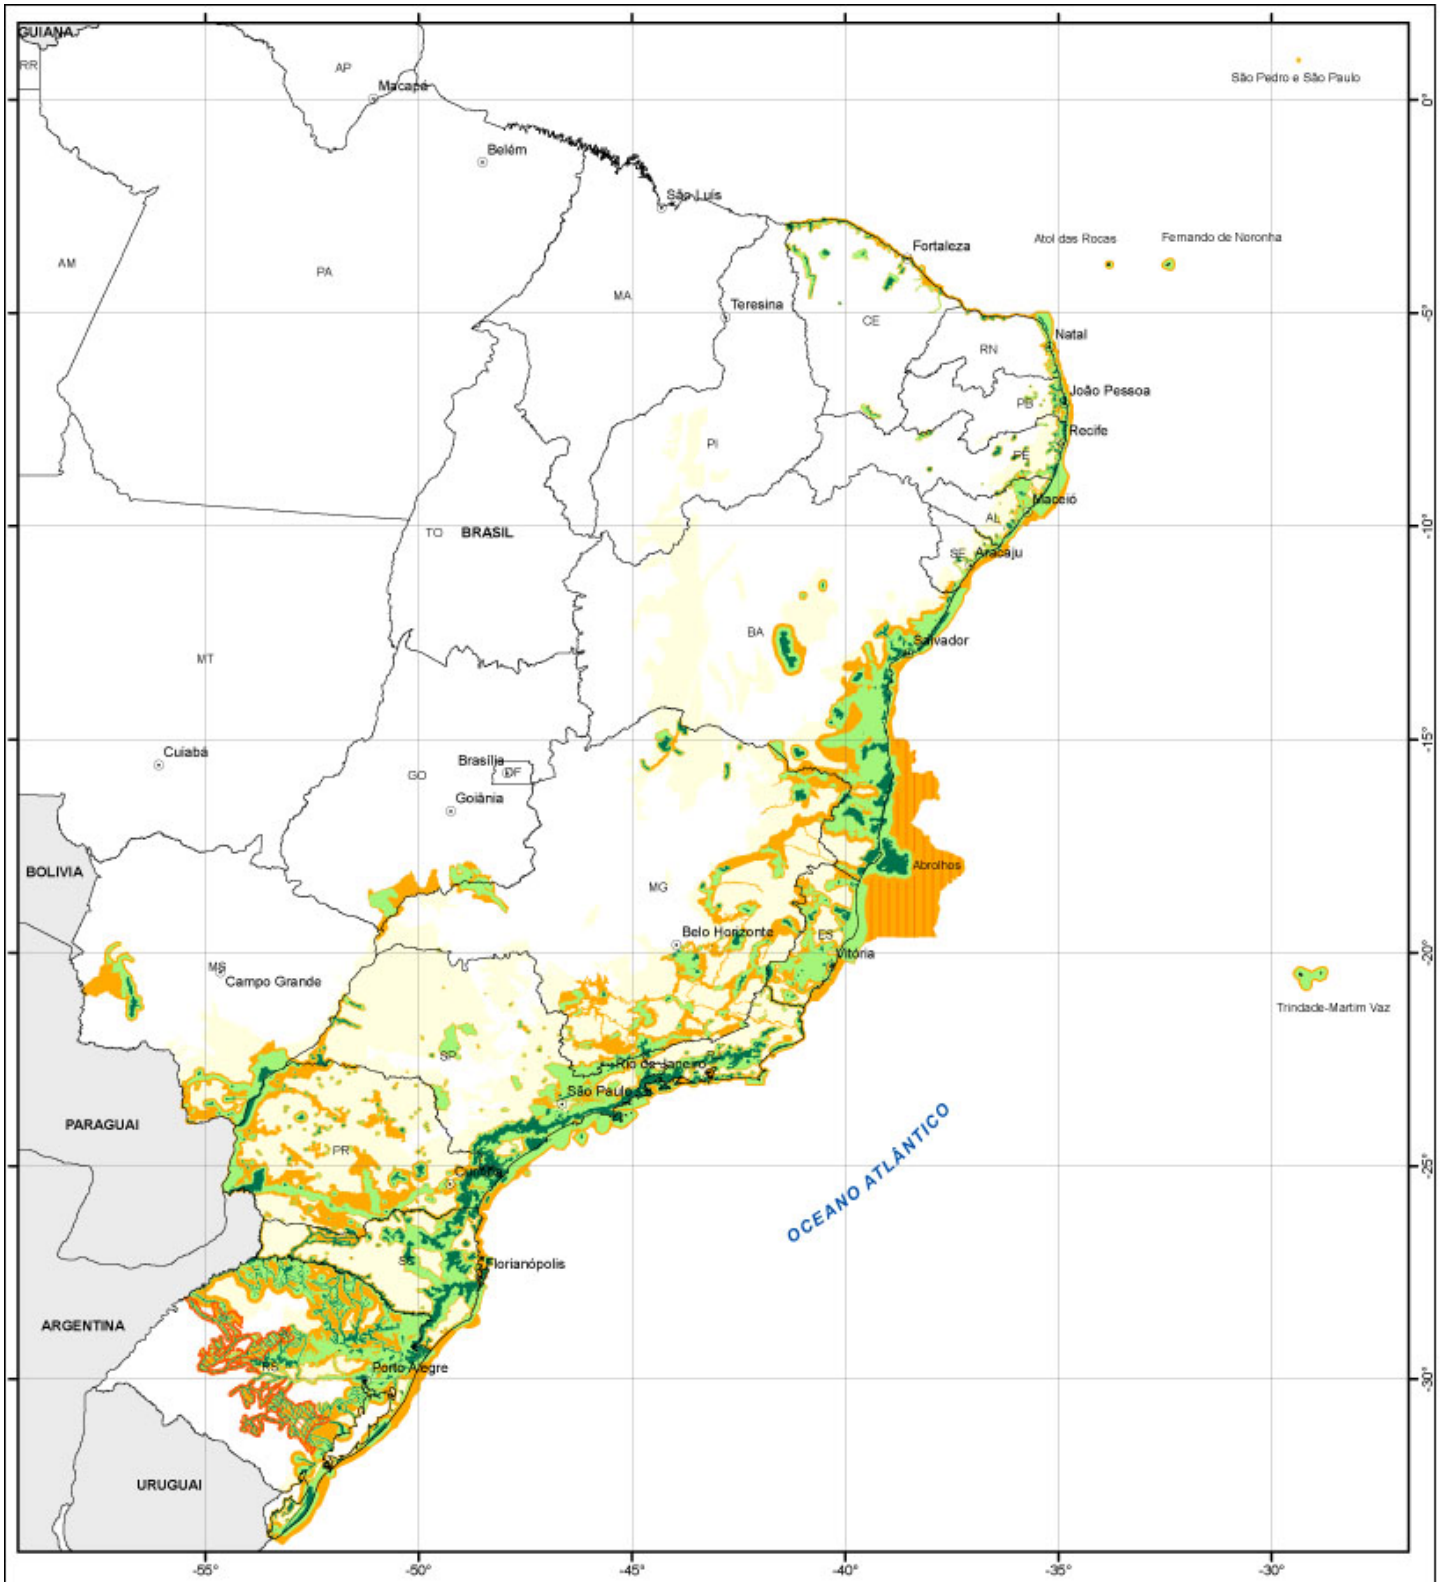 GUIANA
RR
AP
Macapá
São Pedro e São Paulo
0°
Belém
São Luís
Atol das Rocas
Fernando de Noronha
Fortaleza
AM
PA
MA
Teresina
CE
-5°
Natal
RN
João Pessoa
PB
Recife
PI
PE
Maceió
AL
-10°
TO
BRASIL
SE
Aracaju
BA
Salvador
MT
-15°
Cuiabá
Brasília
DF
GO
Goiânia
BOLIVIA
Abrolhos
MG
Belo Horizonte
ES
Vitória
-20°
MS
Campo Grande
Trindade-Martim Vaz
SP
Rio de Janeiro
São Paulo
PARAGUAI
OCEANO ATLÂNTICO
PR
-25°
Curitiba
SC
Florianópolis
ARGENTINA
RS
Porto Alegre
-30°
URUGUAI
-55°
-50°
-45°
-40°
-35°
-30°